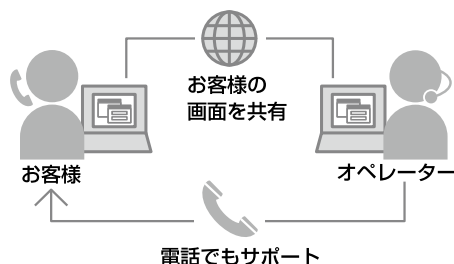 お客様の
画面を共有
お客様
オペレーター
電話でもサポート